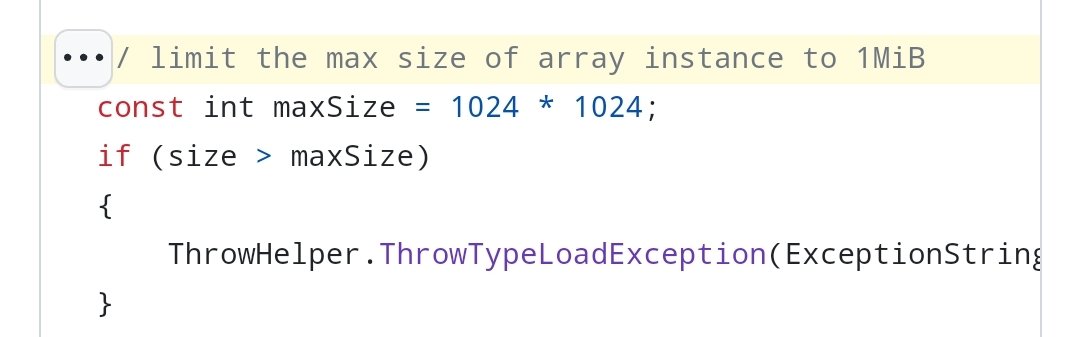 / limit the max size of array instance to 1MiB
const int maxSize = 1024 * 1024;
if (size > maxSize)
{
ThrowHelper.ThrowTypeLoadException(ExceptionString
}